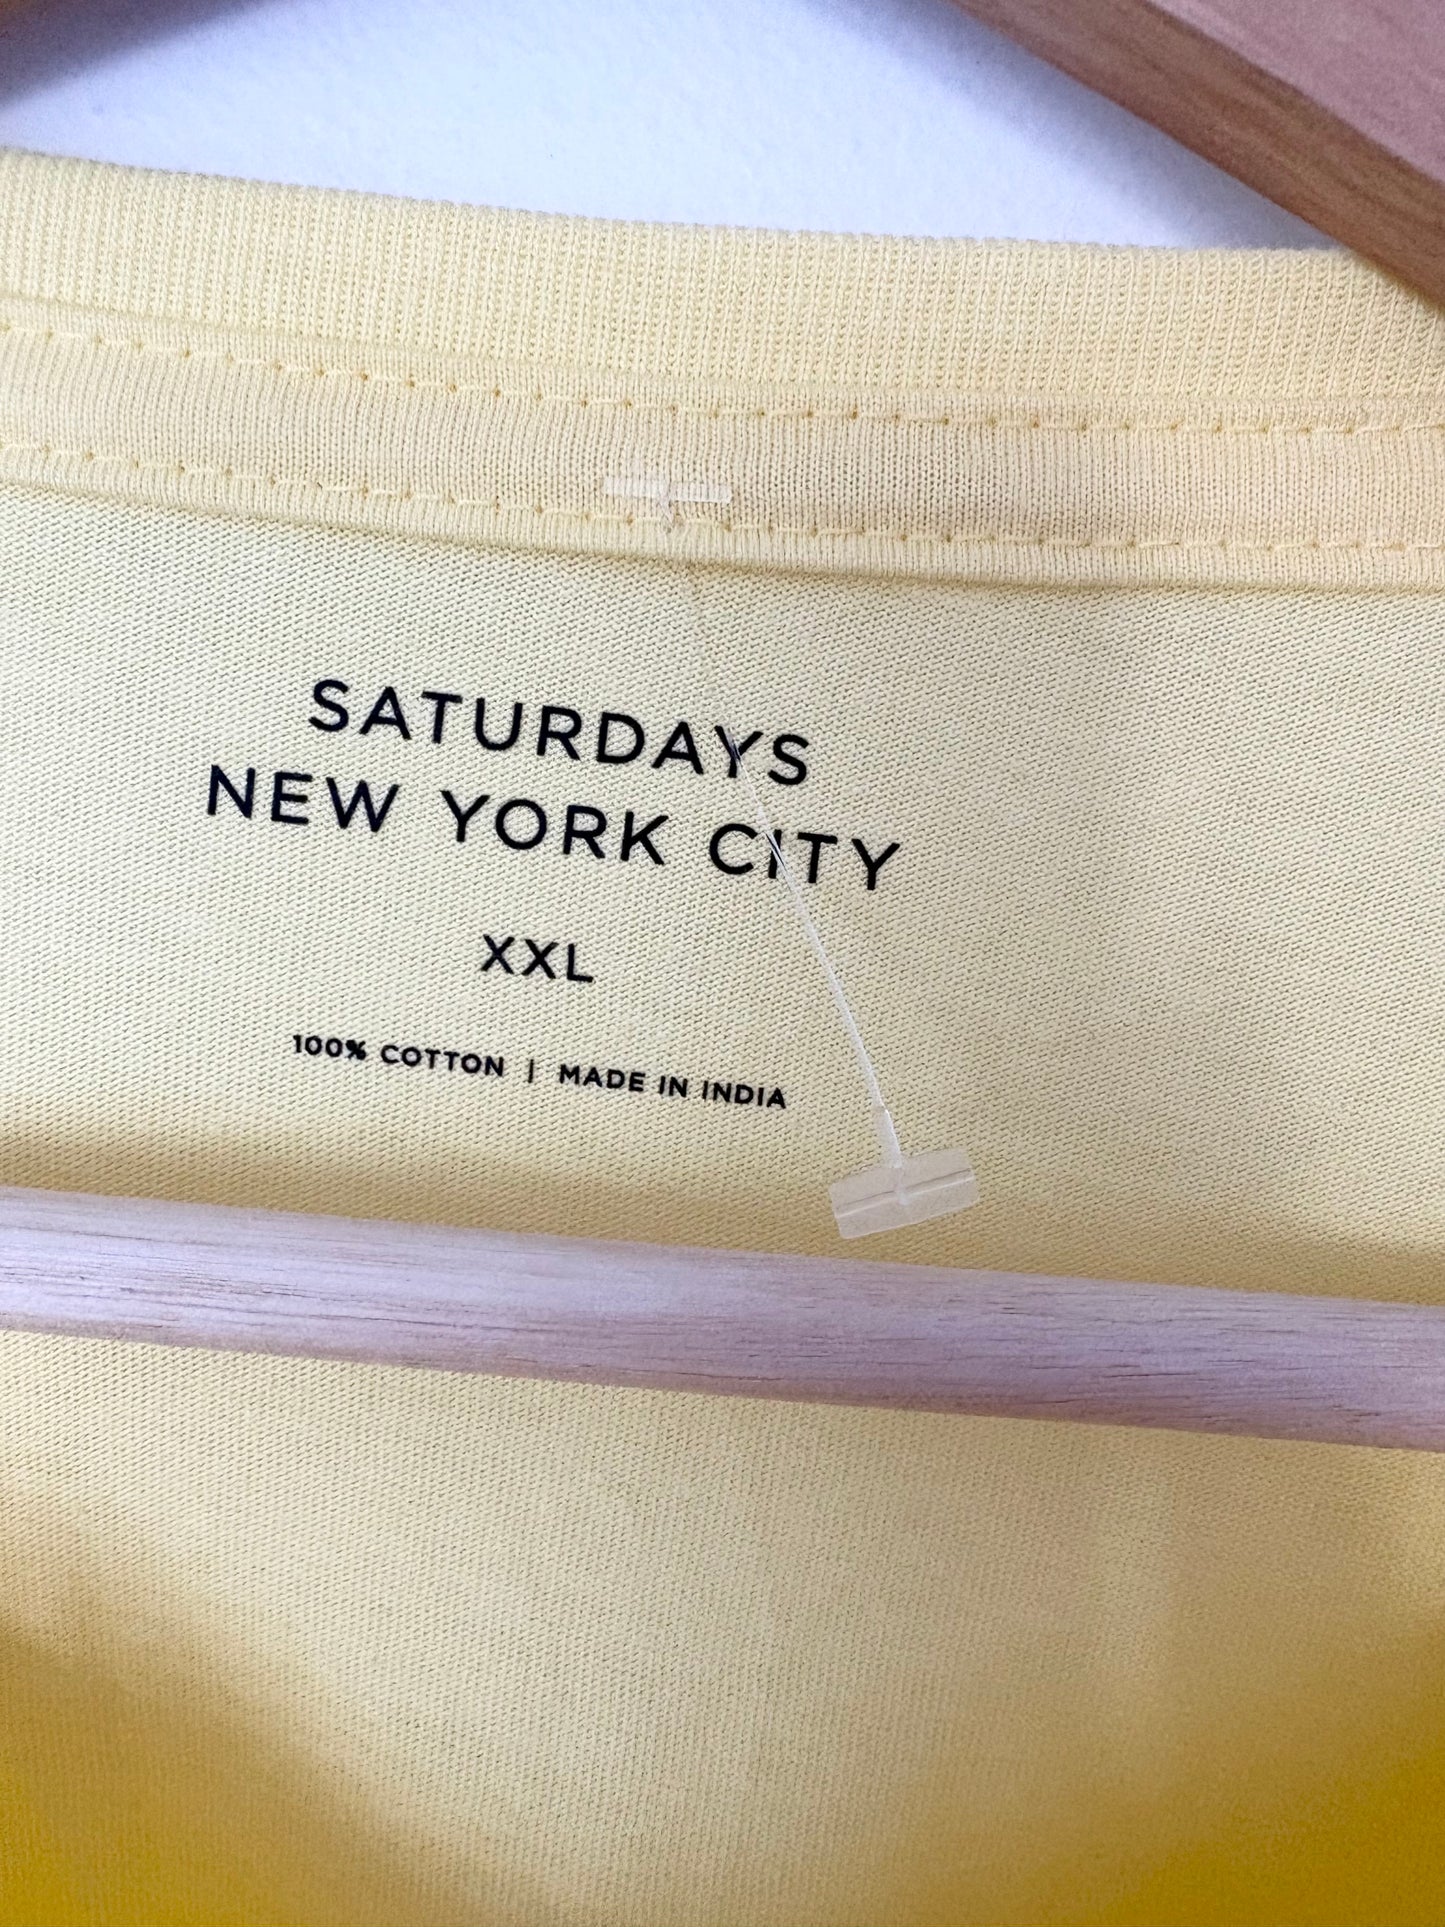 SATURDAYS
NEW YORK CITY
XXL
100% COTTON | MADE IN INDIA